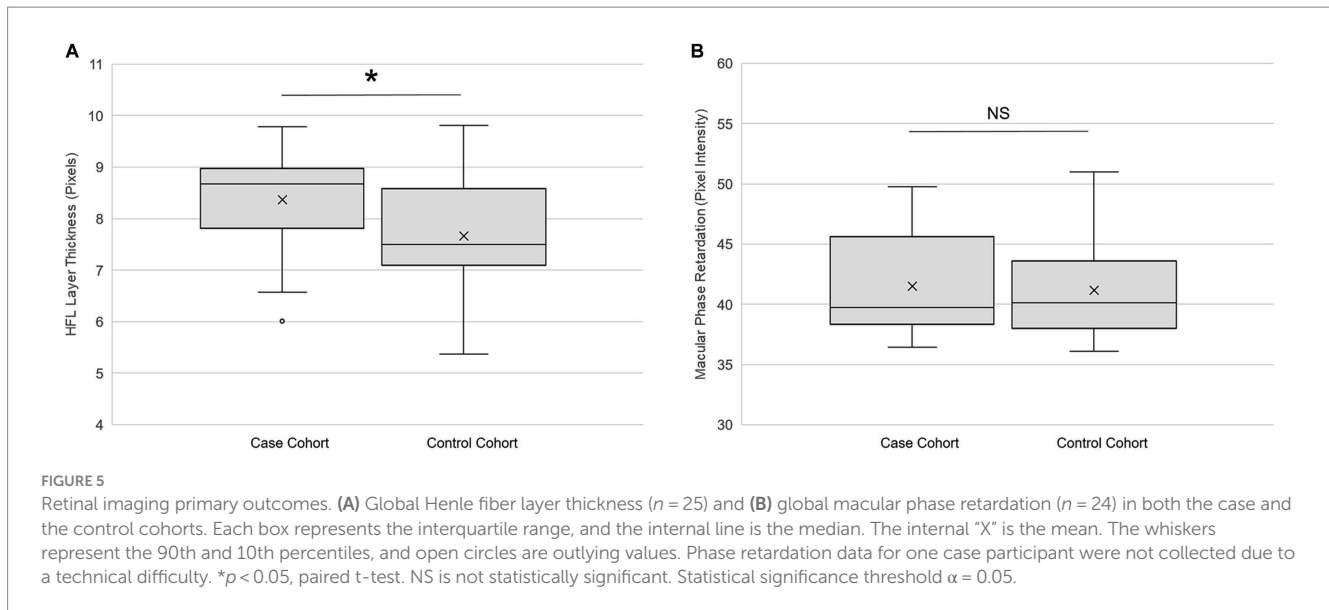 A
11
10
9
8
7
6
5
4
HFL Layer Thickness (Pixels)
*
Case Cohort
Control Cohort
B
60
55
50
45
40
35
30
Macular Phase Retardation (Pixel Intensity)
NS
Case Cohort
Control Cohort
FIGURE 5
Retinal imaging primary outcomes. (A) Global Henle fiber layer thickness (n = 25) and (B) global macular phase retardation (n = 24) in both the case and
the control cohorts. Each box represents the interquartile range, and the internal line is the median. The internal “X” is the mean. The whiskers
represent the 90th and 10th percentiles, and open circles are outlying values. Phase retardation data for one case participant were not collected due to
a technical difficulty. *p < 0.05, paired t-test. NS is not statistically significant. Statistical significance threshold α = 0.05.